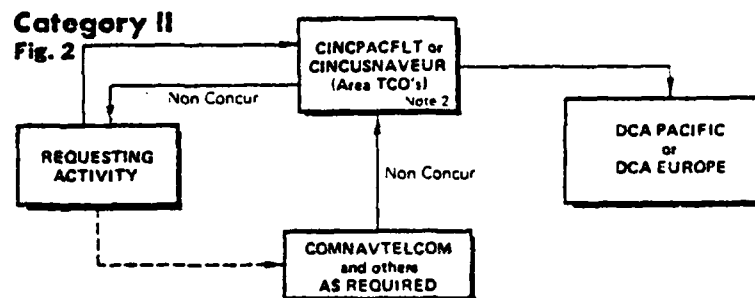 Category II
Fig. 2
CINCPACFLT or
CINCUSNAVEUR
(Area TCO's)
Note 2
Non Concur
REQUESTING
ACTIVITY
DCA PACIFIC
or
DCA EUROPE
Non Concur
COMNAVTELCOM
and others
AS REQUIRED